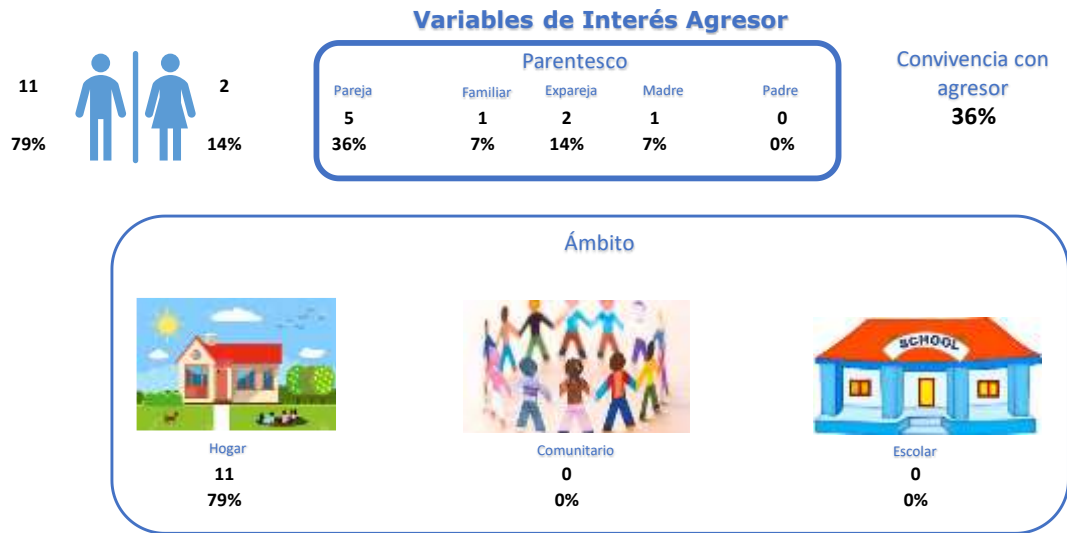 Variables de Interés Agresor
11
79%
2
14%
Parentesco
Pareja Familiar Expareja Madre Padre
5 1 2 1 0
36% 7% 14% 7% 0%
Convivencia con
agresor
36%
Ámbito
SCHOOL
Hogar Comunitario Escolar
11 0 0
79% 0% 0%